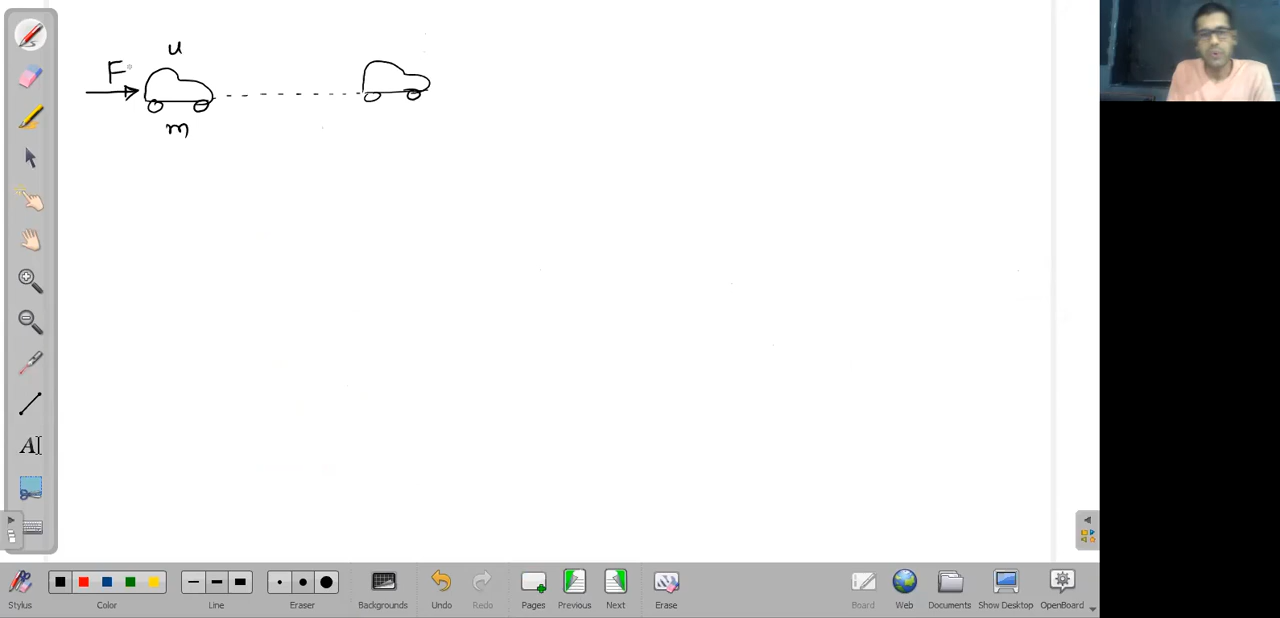 u
F
m
A
Stylus
Color
Line
Eraser
Backgrounds
Undo
Redo
Pages
Previous
Next
Erase
Board
Web
Documents
Show Desktop
OpenBoard